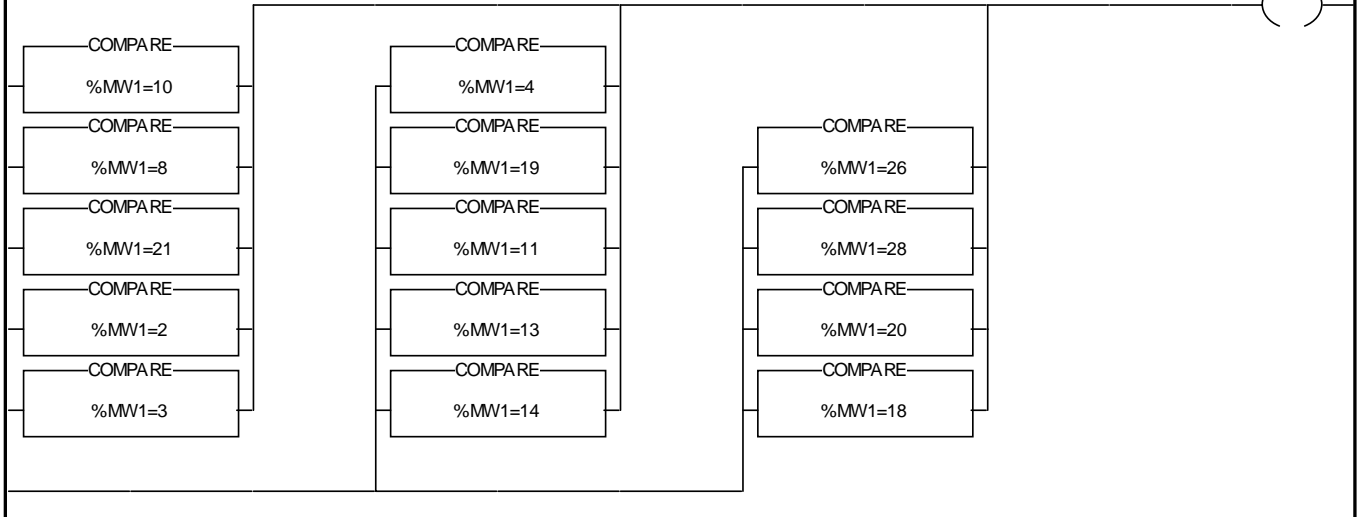 COMPARE
%MW1=10
COMPARE
%MW1=8
COMPARE
%MW1=21
COMPARE
%MW1=2
COMPARE
%MW1=3
COMPARE
%MW1=4
COMPARE
%MW1=19
COMPARE
%MW1=11
COMPARE
%MW1=13
COMPARE
%MW1=14
COMPARE
%MW1=26
COMPARE
%MW1=28
COMPARE
%MW1=20
COMPARE
%MW1=18